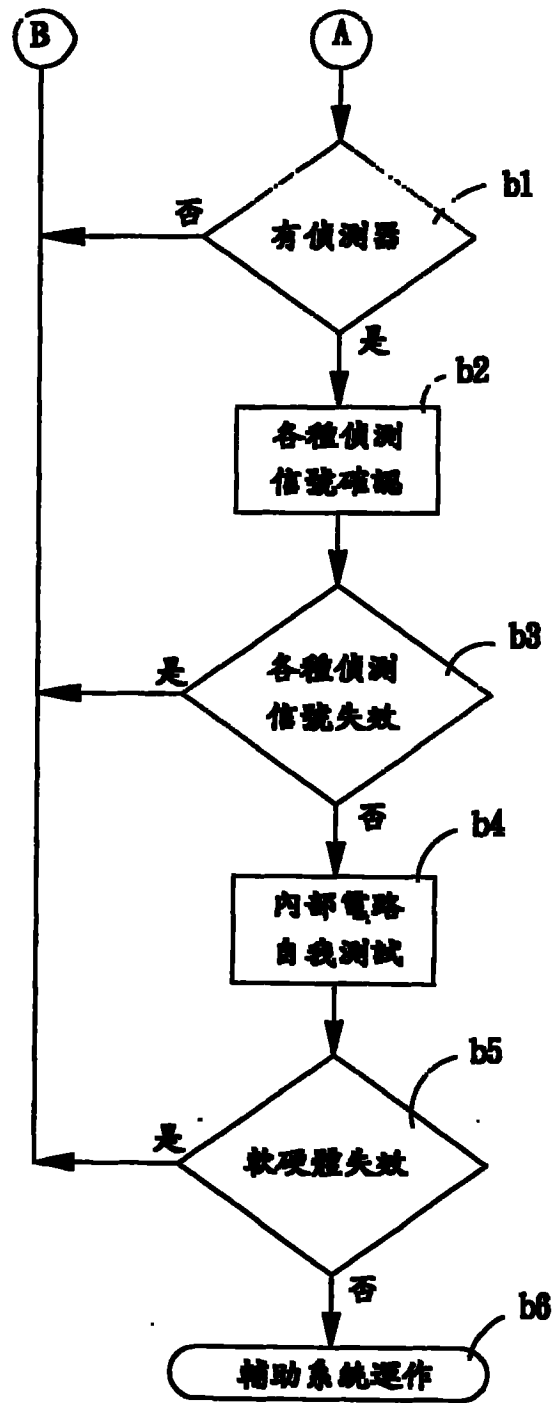 B
A
b1
否
有偵測器
是
b2
各種偵測
信號確認
b3
是
各種偵測
信號失效
否
b4
內部電路
自我測試
b5
是
軟硬體失效
否
b6
輔助系統運作